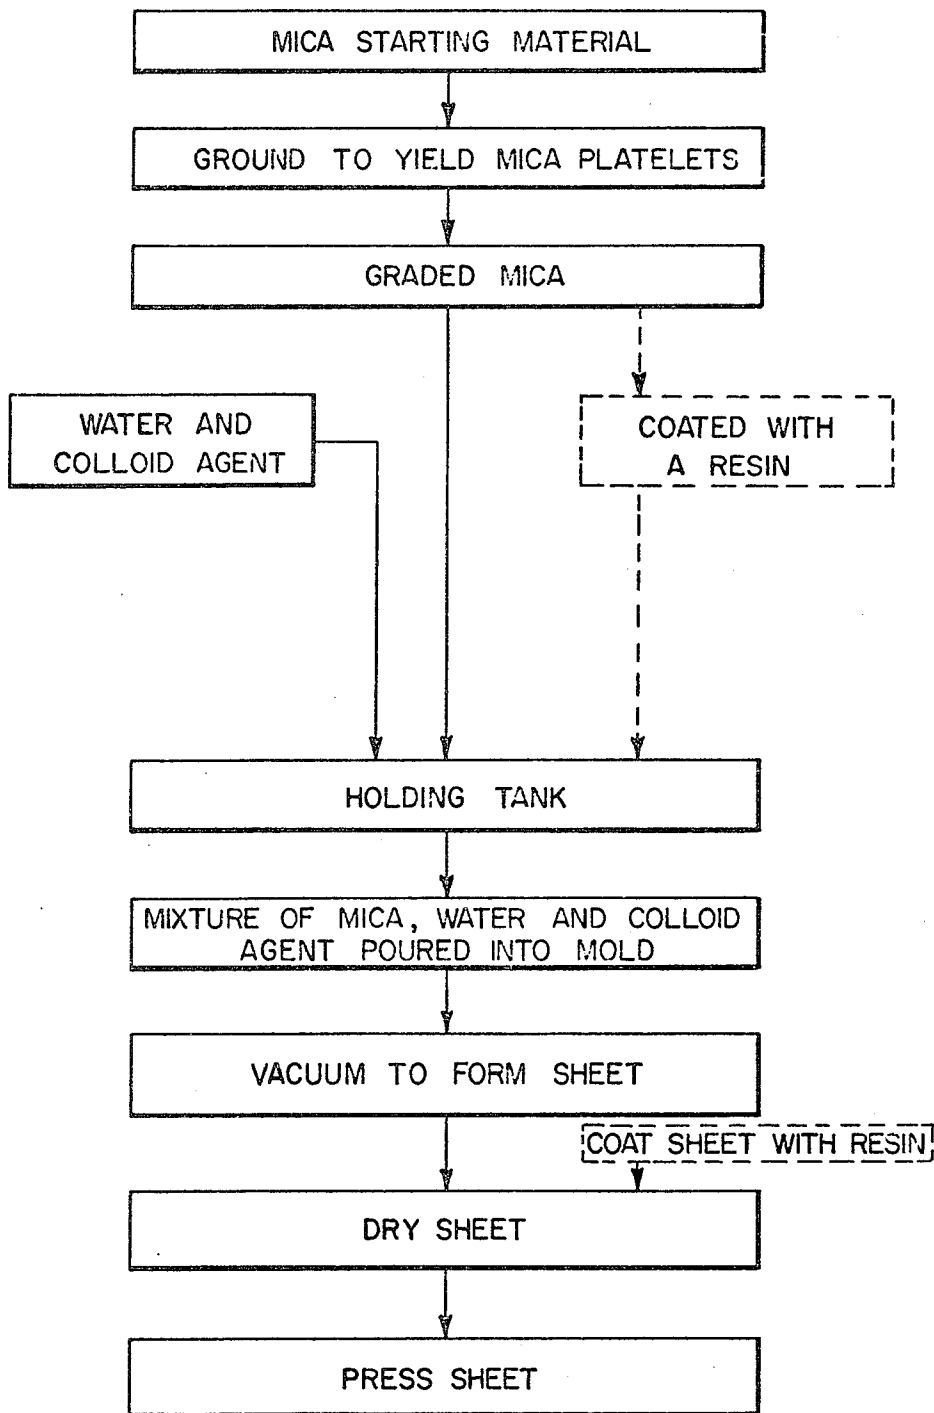 MICA STARTING MATERIAL
GROUND TO YIELD MICA PLATELETS
GRADED MICA
WATER AND
COLLOID AGENT
COATED WITH
A RESIN
HOLDING TANK
MIXTURE OF MICA, WATER AND COLLOID
AGENT POURED INTO MOLD
VACUUM TO FORM SHEET
COAT SHEET WITH RESIN
DRY SHEET
PRESS SHEET